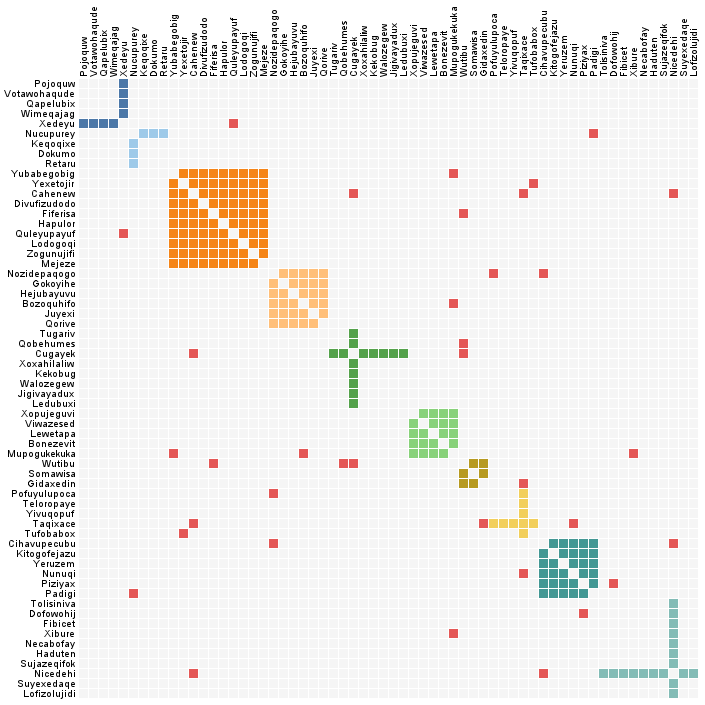 Pojoquw
Votawohaqude
Qapelubix
Wimeqajag
Xedeyu
Nucupurey
Keqoqixe
Dokumo
Retaru
Yubabegobig
Yexetojir
Cahenew
Divufizudodo
Fiferisa
Hapulor
Quleyupayuf
Lodogoqi
Zogunujifi
Mejeze
Nozidepaqogo
Gokoyihe
Hejubayuvu
Bozoquhifo
Juyexi
Qorive
Tugariv
Qobehumes
Cugayek
Xoxahilaliw
Kekobug
Walozegew
Jigivayadux
Ledubuxi
Xopujeguvi
Viwazesed
Lewetapa
Bonezevit
Mupogukekuka
Wutibu
Somawisa
Gidaxedin
Pofuyulupoca
Teloropaye
Yivuqopuf
Taqixace
Tufobabox
Cihavupecubu
Kitogofejazu
Yeruzem
Nunuqi
Piziyax
Padigi
Tolisiniva
Dofowohij
Fibicet
Xibure
Necabofay
Haduten
Sujazeqifok
Nicedehi
Suyexedaqe
Lofizolujidi
Pojoquw
Votawohaqude
Qapelubix
Wimeqajag
Xedeyu
Nucupurey
Keqoqixe
Dokumo
Retaru
Yubabegobig
Yexetojir
Cahenew
Divufizudodo
Fiferisa
Hapulor
Quleyupayuf
Lodogoqi
Zogunujifi
Mejeze
Nozidepaqogo
Gokoyihe
Hejubayuvu
Bozoquhifo
Juyexi
Qorive
Tugariv
Qobehumes
Cugayek
Xoxahilaliw
Kekobug
Walozegew
Jigivayadux
Ledubuxi
Xopujeguvi
Viwazesed
Lewetapa
Bonezevit
Mupogukekuka
Wutibu
Somawisa
Gidaxedin
Pofuyulupoca
Teloropaye
Yivuqopuf
Taqixace
Tufobabox
Cihavupecubu
Kitogofejazu
Yeruzem
Nunuqi
Piziyax
Padigi
Tolisiniva
Dofowohij
Fibicet
Xibure
Necabofay
Haduten
Sujazeqifok
Nicedehi
Suyexedaqe
Lofizolujidi